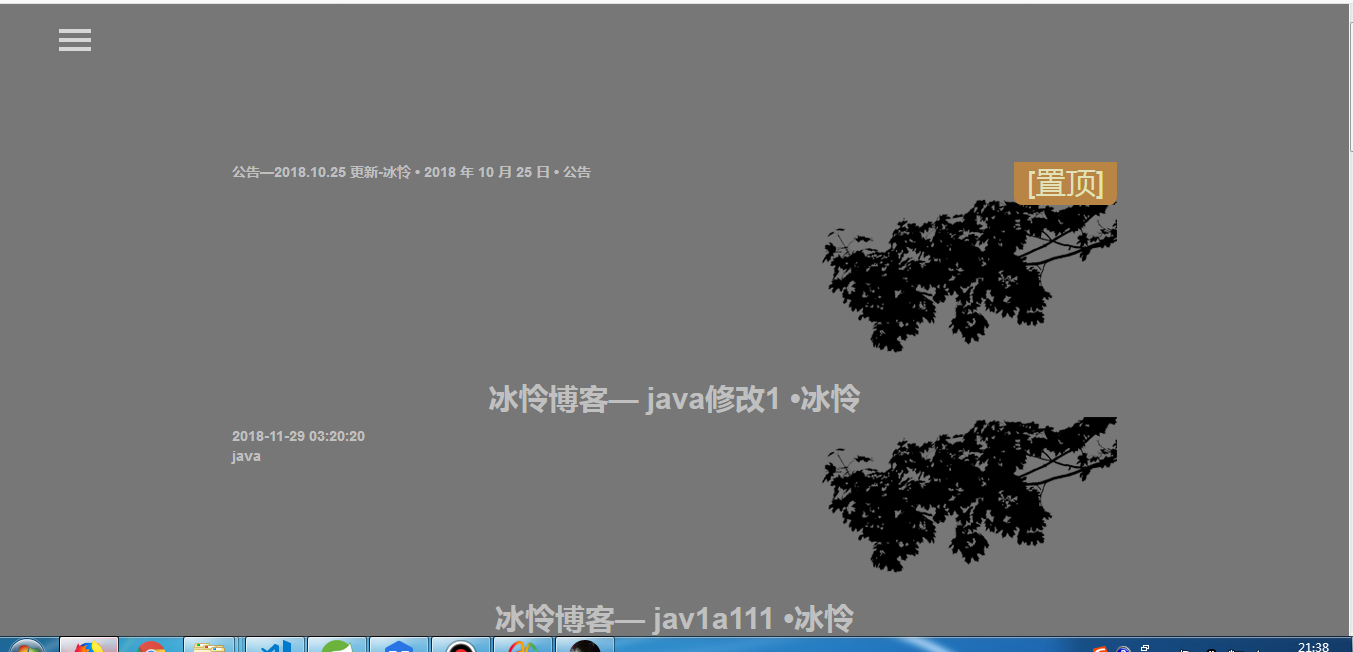 公告—2018.10.25 更新-冰怜 • 2018 年 10 月 25 日 • 公告
[置顶]
冰怜博客— java修改1 •冰怜
2018-11-29 03:20:20
java
冰怜博客— jav1a111 •冰怜
21:38